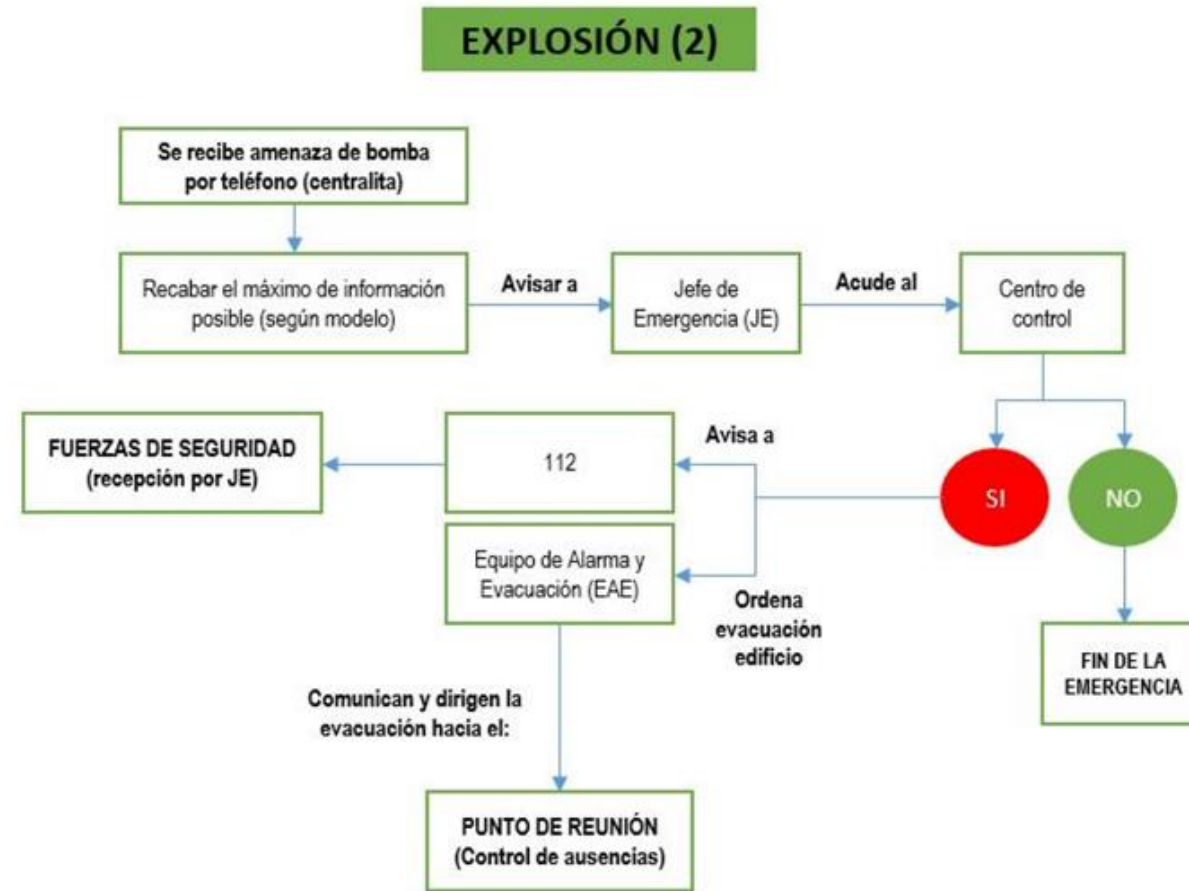 EXPLOSIÓN (2)
Se recibe amenaza de bomba
por teléfono (centralita)
Recabar el máximo de información
posible (según modelo)
Avisar a
Jefe de
Emergencia (JE)
Acude al
Centro de
control
FUERZAS DE SEGURIDAD
(recepción por JE)
112
Avisa a
SI
NO
Equipo de Alarma y
Evacuación (EAE)
Ordena
evacuación
edificio
FIN DE LA
EMERGENCIA
Comunican y dirigen la
evacuación hacia el:
PUNTO DE REUNIÓN
(Control de ausencias)